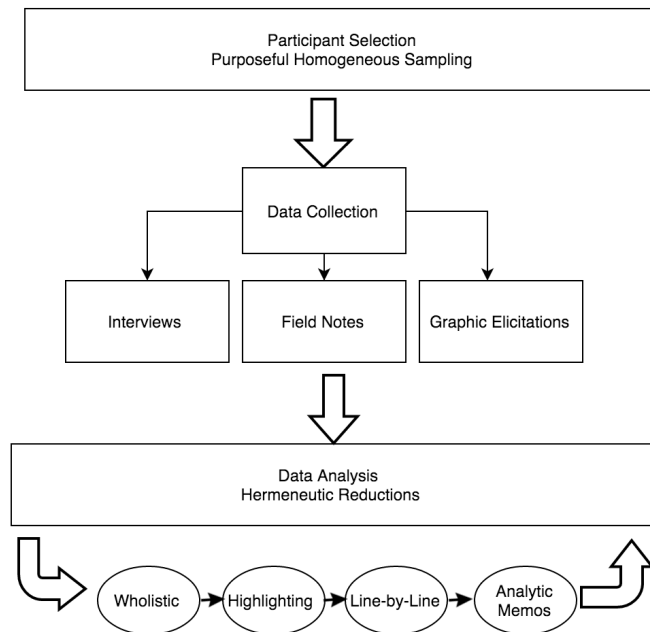 Participant Selection
Purposeful Homogeneous Sampling
Data Collection
Interviews
Field Notes
Graphic Elicitations
Data Analysis
Hermeneutic Reductions
Wholistic
Highlighting
Line-by-Line
Analytic
Memos